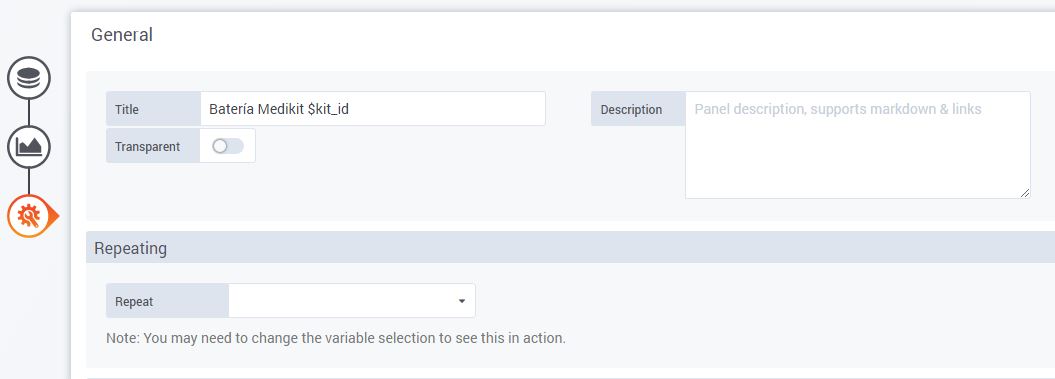 General
Title
Batería Medikit $kit_id
Description
Panel description, supports markdown & links
Transparent
Repeating
Repeat
Note: You may need to change the variable selection to see this in action.